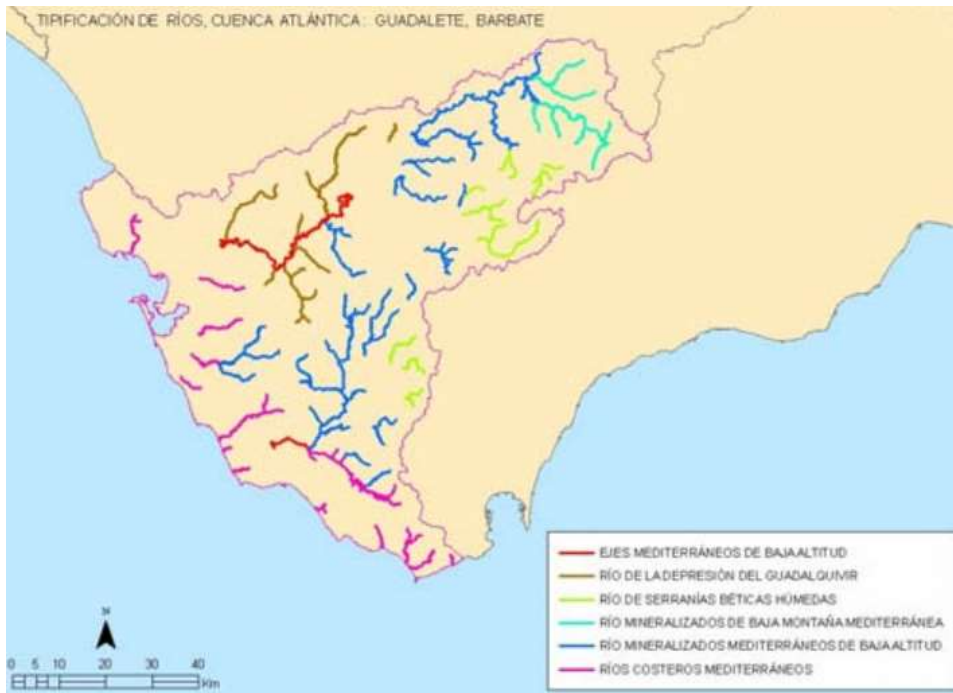 TIPIFICACIÓN DE RÍOS, CUENCA ATLÁNTICA: GUADALETE, BARBATE
EJES MEDITERRÁNEOS DE BAJA ALTITUD
RÍO DE LA DEPRESIÓN DEL GUADALQUIVIR
RÍO DE SERRANÍAS BÉTICAS HÚMEDAS
RÍO MINERALIZADOS DE BAJA MONTAÑA MEDITERRÁNEA
RÍO MINERALIZADOS MEDITERRÁNEOS DE BAJA ALTITUD
RÍOS COSTEROS MEDITERRÁNEOS
N
0 5 10 20 30 40
Km